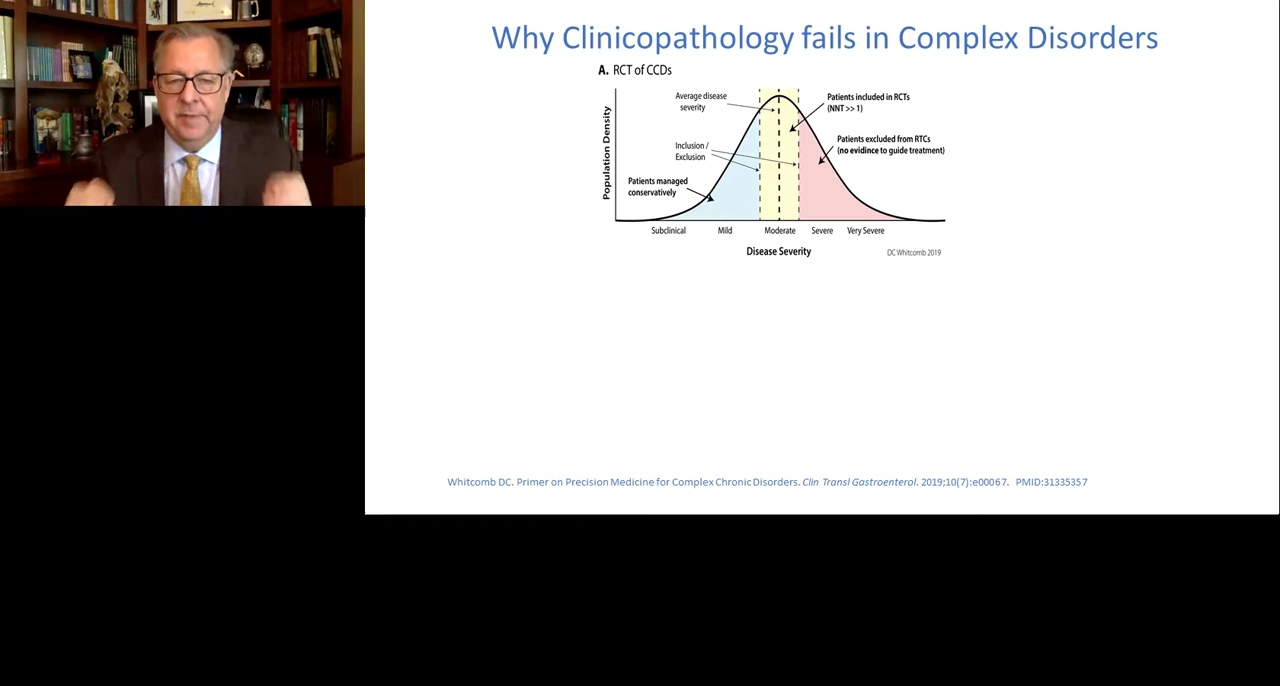 Why Clinicopathology fails in Complex Disorders
A. RCT of CCDs
Average disease
severity
Patients included in RCTs
(NNT >> 1)
Inclusion /
Exclusion
Patients excluded from RTCs
(no evidince to guide treatment)
Patients managed
conservatively
Population Density
Subclinical Mild Moderate Severe Very Severe
Disease Severity
DC Whitcomb 2019
Whitcomb DC. Primer on Precision Medicine for Complex Chronic Disorders. Clin Transl Gastroenterol. 2019;10(7):e00067. PMID:31335357